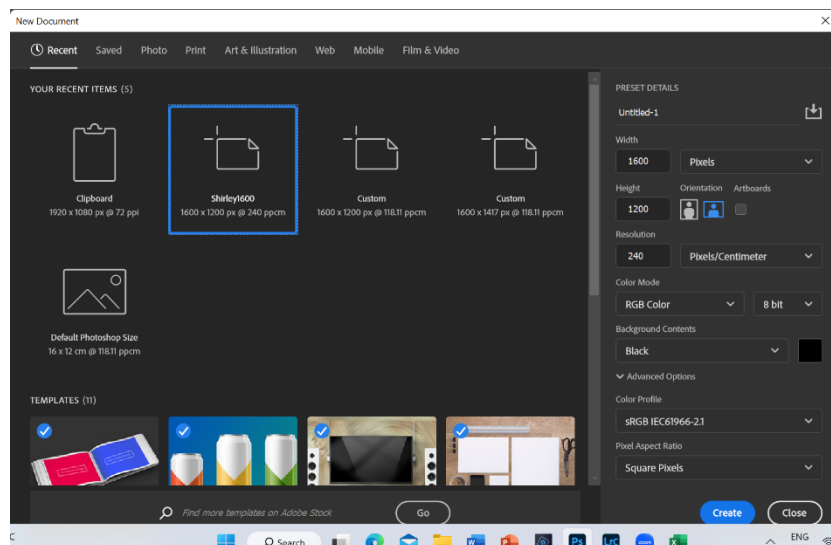 New Document
Recent Saved Photo Print Art & Illustration Web Mobile Film & Video
YOUR RECENT ITEMS (5)
Clipboard
1920 x 1080 px @ 72 ppi
Shirley1600
1600 x 1200 px @ 240 ppcm
Custom
1600 x 1200 px @ 118.11 ppcm
Custom
1600 x 1417 px @ 118.11 ppcm
Default Photoshop Size
16 x 12 cm @ 118.11 ppcm
TEMPLATES (11)
Find more templates on Adobe Stock
Go
PRESET DETAILS
Untitled-1
Width
1600 Pixels
Height Orientation Artboards
1200
Resolution
240 Pixels/Centimeter
Color Mode
RGB Color 8 bit
Background Contents
Black
Advanced Options
Color Profile
sRGB IEC61966-2.1
Pixel Aspect Ratio
Square Pixels
Create Close
Search
Ps
LrC
zoom
ENG